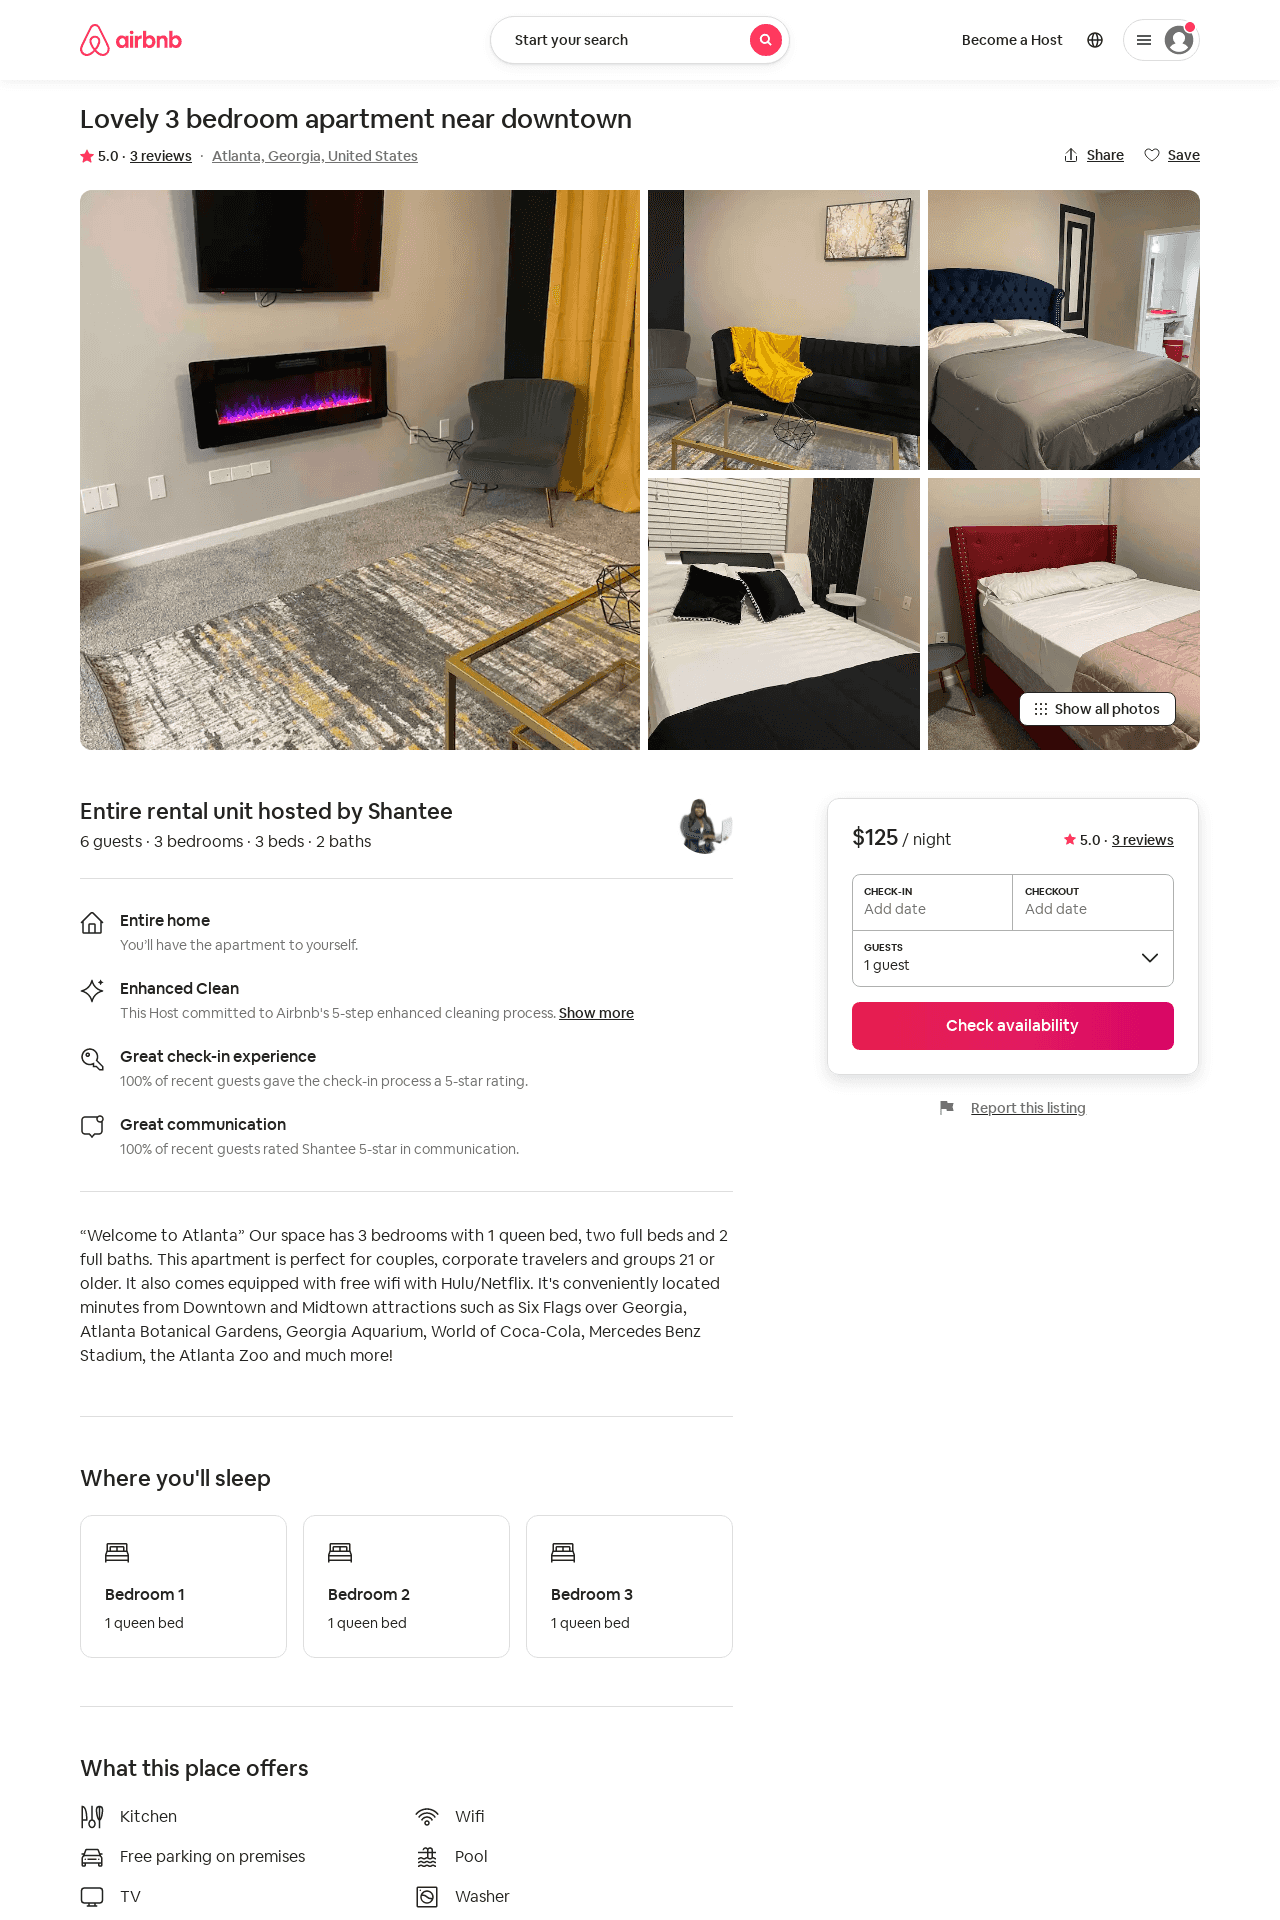 airbnb
Start your search
Become a Host
Lovely 3 bedroom apartment near downtown
5.0 · 3 reviews · Atlanta, Georgia, United States
Share
Save
Show all photos
Entire rental unit hosted by Shantee
6 guests · 3 bedrooms · 3 beds · 2 baths
Entire home
You’ll have the apartment to yourself.
Enhanced Clean
This Host committed to Airbnb's 5-step enhanced cleaning process. Show more
Great check-in experience
100% of recent guests gave the check-in process a 5-star rating.
Great communication
100% of recent guests rated Shantee 5-star in communication.
$125 / night
5.0 · 3 reviews
CHECK-IN
Add date
CHECKOUT
Add date
GUESTS
1 guest
Check availability
Report this listing
“Welcome to Atlanta” Our space has 3 bedrooms with 1 queen bed, two full beds and 2
full baths. This apartment is perfect for couples, corporate travelers and groups 21 or
older. It also comes equipped with free wifi with Hulu/Netflix. It's conveniently located
minutes from Downtown and Midtown attractions such as Six Flags over Georgia,
Atlanta Botanical Gardens, Georgia Aquarium, World of Coca-Cola, Mercedes Benz
Stadium, the Atlanta Zoo and much more!
Where you'll sleep
Bedroom 1
1 queen bed
Bedroom 2
1 queen bed
Bedroom 3
1 queen bed
What this place offers
Kitchen
Wifi
Free parking on premises
Pool
TV
Washer